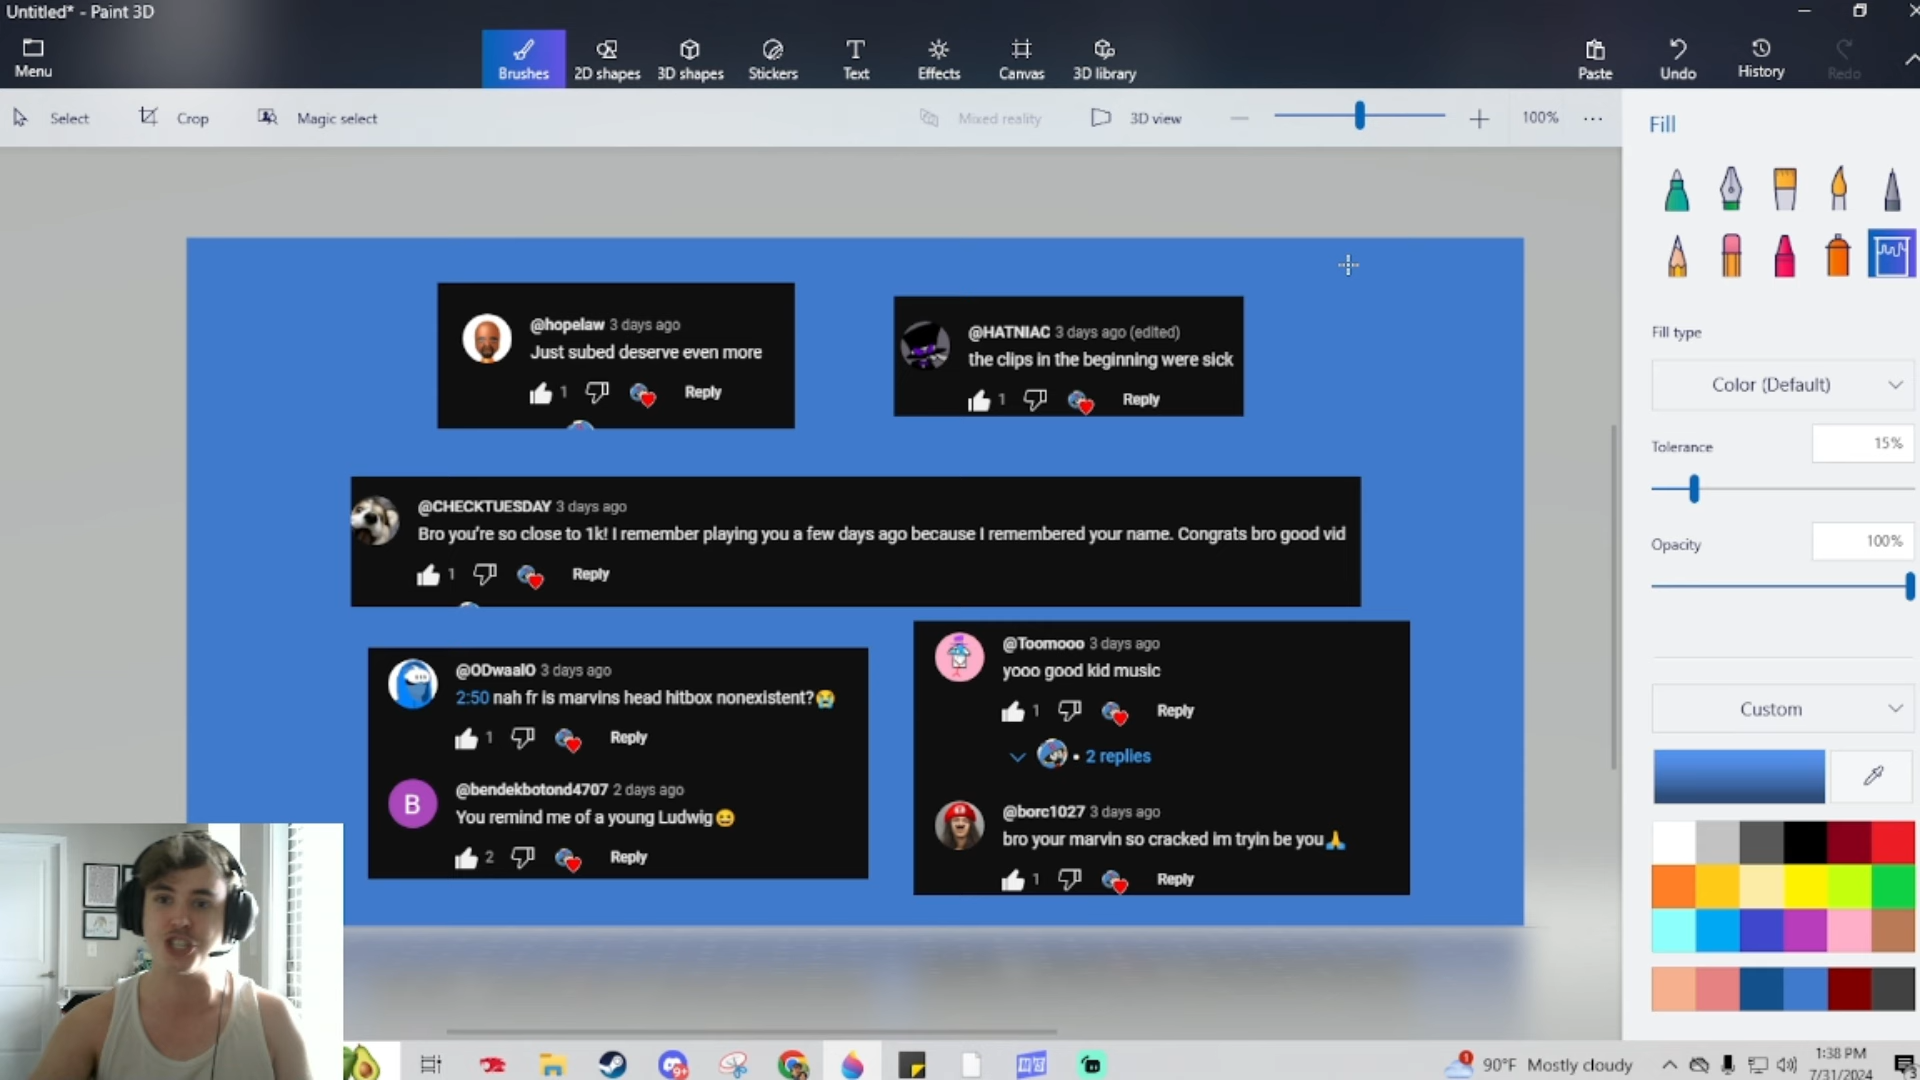 Untitled* - Paint 3D
Menu
Brushes
2D shapes
3D shapes
Stickers
Text
Effects
Canvas
3D library
Paste
Undo
History
Redo
Select
Crop
Magic select
Mixed reality
3D view
100%
Fill
Fill type
Color (Default)
Tolerance
15%
Opacity
100%
Custom
@hopelaw 3 days ago
Just subed deserve even more
1
Reply
@HATNIAC 3 days ago (edited)
the clips in the beginning were sick
1
Reply
@CHECKTUESDAY 3 days ago
Bro you're so close to 1k! I remember playing you a few days ago because I remembered your name. Congrats bro good vid
1
Reply
@ODwaalO 3 days ago
2:50 nah fr is marvins head hitbox nonexistent?😭
1
Reply
@bendekbotond4707 2 days ago
B
You remind me of a young Ludwig😄
2
Reply
@Toomooo 3 days ago
yooo good kid music
1
Reply
• 2 replies
@borc1027 3 days ago
bro your marvin so cracked im tryin be you🙏
1
Reply
9+
1
90°F Mostly cloudy
1:38 PM
7/31/2024
3